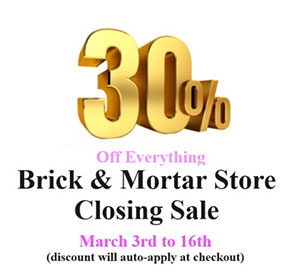 30%
Off Everything
Brick & Mortar Store
Closing Sale
March 3rd to 16th
(discount will auto-apply at checkout)